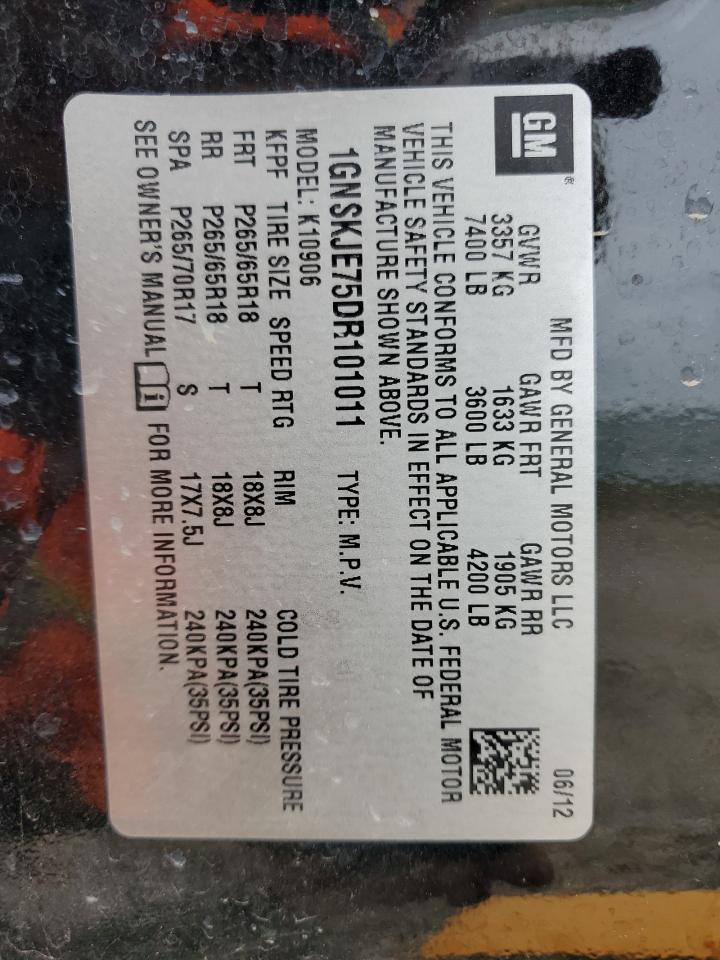 GM®
MFD BY GENERAL MOTORS LLC 06/12
GVWR GAWR FRT GAWR RR
3357 KG 1633 KG 1905 KG
7400 LB 3600 LB 4200 LB
THIS VEHICLE CONFORMS TO ALL APPLICABLE U.S. FEDERAL MOTOR
VEHICLE SAFETY STANDARDS IN EFFECT ON THE DATE OF
MANUFACTURE SHOWN ABOVE.
1GNSKJE75DR101011 TYPE: M.P.V.
MODEL: K10906
KFPF TIRE SIZE SPEED RTG RIM COLD TIRE PRESSURE
FRT P265/65R18 T 18X8J 240KPA(35PSI)
RR P265/65R18 T 18X8J 240KPA(35PSI)
SPA P265/70R17 S 17X7.5J 240KPA(35PSI)
SEE OWNER'S MANUAL FOR MORE INFORMATION.